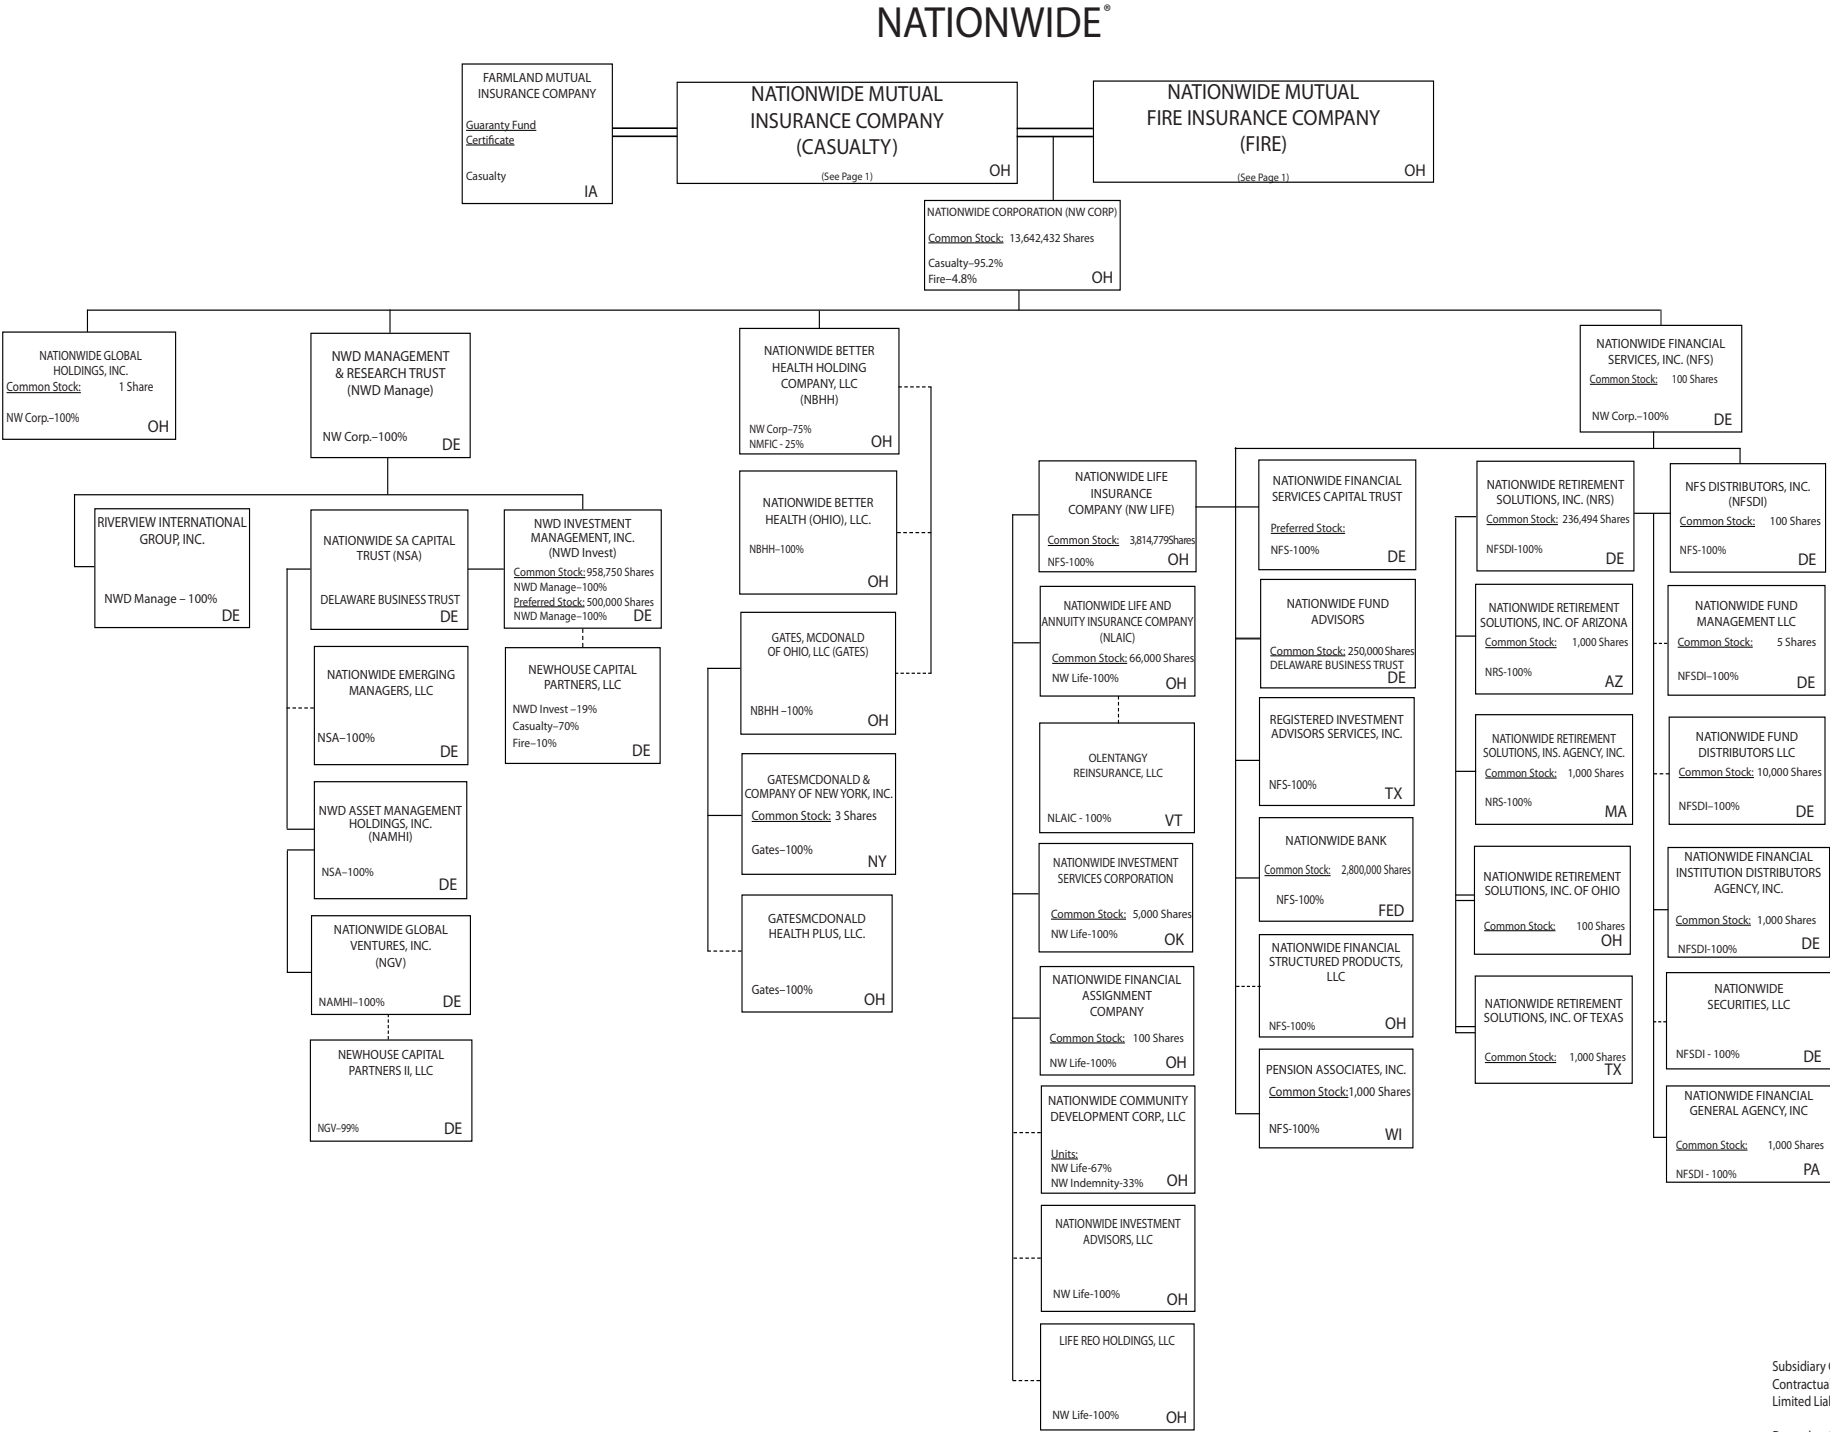 NATIONWIDE®
FARMLAND MUTUAL
INSURANCE COMPANY
Guaranty Fund
Certificate
Casualty
IA
NATIONWIDE MUTUAL
INSURANCE COMPANY
(CASUALTY)
(See Page 1)
OH
NATIONWIDE MUTUAL
FIRE INSURANCE COMPANY
(FIRE)
(See Page 1)
OH
NATIONWIDE CORPORATION (NW CORP)
Common Stock: 13,642,432 Shares
Casualty–95.2%
Fire–4.8%
OH
NATIONWIDE GLOBAL
HOLDINGS, INC.
Common Stock: 1 Share
NW Corp.–100%
OH
NWD MANAGEMENT
& RESEARCH TRUST
(NWD Manage)
NW Corp.–100%
DE
NATIONWIDE BETTER
HEALTH HOLDING
COMPANY, LLC
(NBHH)
NW Corp–75%
NMFIC - 25%
OH
NATIONWIDE FINANCIAL
SERVICES, INC. (NFS)
Common Stock: 100 Shares
NW Corp.–100%
DE
RIVERVIEW INTERNATIONAL
GROUP, INC.
NWD Manage – 100%
DE
NATIONWIDE SA CAPITAL
TRUST (NSA)
DELAWARE BUSINESS TRUST
DE
NWD INVESTMENT
MANAGEMENT, INC.
(NWD Invest)
Common Stock: 958,750 Shares
NWD Manage–100%
Preferred Stock: 500,000 Shares
NWD Manage–100%
DE
NATIONWIDE EMERGING
MANAGERS, LLC
NSA–100%
DE
NEWHOUSE CAPITAL
PARTNERS, LLC
NWD Invest –19%
Casualty–70%
Fire–10%
DE
NWD ASSET MANAGEMENT
HOLDINGS, INC.
(NAMHI)
NSA–100%
DE
NATIONWIDE GLOBAL
VENTURES, INC.
(NGV)
NAMHI–100%
DE
NEWHOUSE CAPITAL
PARTNERS II, LLC
NGV–99%
DE
NATIONWIDE BETTER
HEALTH (OHIO), LLC.
NBHH–100%
OH
GATES, MCDONALD
OF OHIO, LLC (GATES)
NBHH –100%
OH
GATESMCDONALD &
COMPANY OF NEW YORK, INC.
Common Stock: 3 Shares
Gates–100%
NY
GATESMCDONALD
HEALTH PLUS, LLC.
Gates–100%
OH
NATIONWIDE LIFE
INSURANCE
COMPANY (NW LIFE)
Common Stock: 3,814,779Shares
NFS-100%
OH
NATIONWIDE LIFE AND
ANNUITY INSURANCE COMPANY
(NLAIC)
Common Stock: 66,000 Shares
NW Life-100%
OH
OLENTANGY
REINSURANCE, LLC
NLAIC - 100%
VT
NATIONWIDE INVESTMENT
SERVICES CORPORATION
Common Stock: 5,000 Shares
NW Life-100%
OK
NATIONWIDE FINANCIAL
ASSIGNMENT
COMPANY
Common Stock: 100 Shares
NW Life-100%
OH
NATIONWIDE COMMUNITY
DEVELOPMENT CORP., LLC
Units:
NW Life-67%
NW Indemnity-33%
OH
NATIONWIDE INVESTMENT
ADVISORS, LLC
NW Life-100%
OH
LIFE REO HOLDINGS, LLC
NW Life-100%
OH
NATIONWIDE FINANCIAL
SERVICES CAPITAL TRUST
Preferred Stock:
NFS-100%
DE
NATIONWIDE FUND
ADVISORS
Common Stock: 250,000 Shares
DELAWARE BUSINESS TRUST
DE
REGISTERED INVESTMENT
ADVISORS SERVICES, INC.
NFS-100%
TX
NATIONWIDE BANK
Common Stock: 2,800,000 Shares
NFS-100%
FED
NATIONWIDE FINANCIAL
STRUCTURED PRODUCTS,
LLC
NFS-100%
OH
PENSION ASSOCIATES, INC.
Common Stock:1,000 Shares
NFS-100%
WI
NATIONWIDE RETIREMENT
SOLUTIONS, INC. (NRS)
Common Stock: 236,494 Shares
NFSDI-100%
DE
NATIONWIDE RETIREMENT
SOLUTIONS, INC. OF ARIZONA
Common Stock: 1,000 Shares
NRS-100%
AZ
NATIONWIDE RETIREMENT
SOLUTIONS, INS. AGENCY, INC.
Common Stock: 1,000 Shares
NRS-100%
MA
NATIONWIDE RETIREMENT
SOLUTIONS, INC. OF OHIO
Common Stock: 100 Shares
OH
NATIONWIDE RETIREMENT
SOLUTIONS, INC. OF TEXAS
Common Stock: 1,000 Shares
TX
NFS DISTRIBUTORS, INC.
(NFSDI)
Common Stock: 100 Shares
NFS-100%
DE
NATIONWIDE FUND
MANAGEMENT LLC
Common Stock: 5 Shares
NFSDI–100%
DE
NATIONWIDE FUND
DISTRIBUTORS LLC
Common Stock: 10,000 Shares
NFSDI–100%
DE
NATIONWIDE FINANCIAL
INSTITUTION DISTRIBUTORS
AGENCY, INC.
Common Stock: 1,000 Shares
NFSDI-100%
DE
NATIONWIDE
SECURITIES, LLC
NFSDI - 100%
DE
NATIONWIDE FINANCIAL
GENERAL AGENCY, INC
Common Stock: 1,000 Shares
NFSDI - 100%
PA
Subsidiary
Contractua
Limited Lia